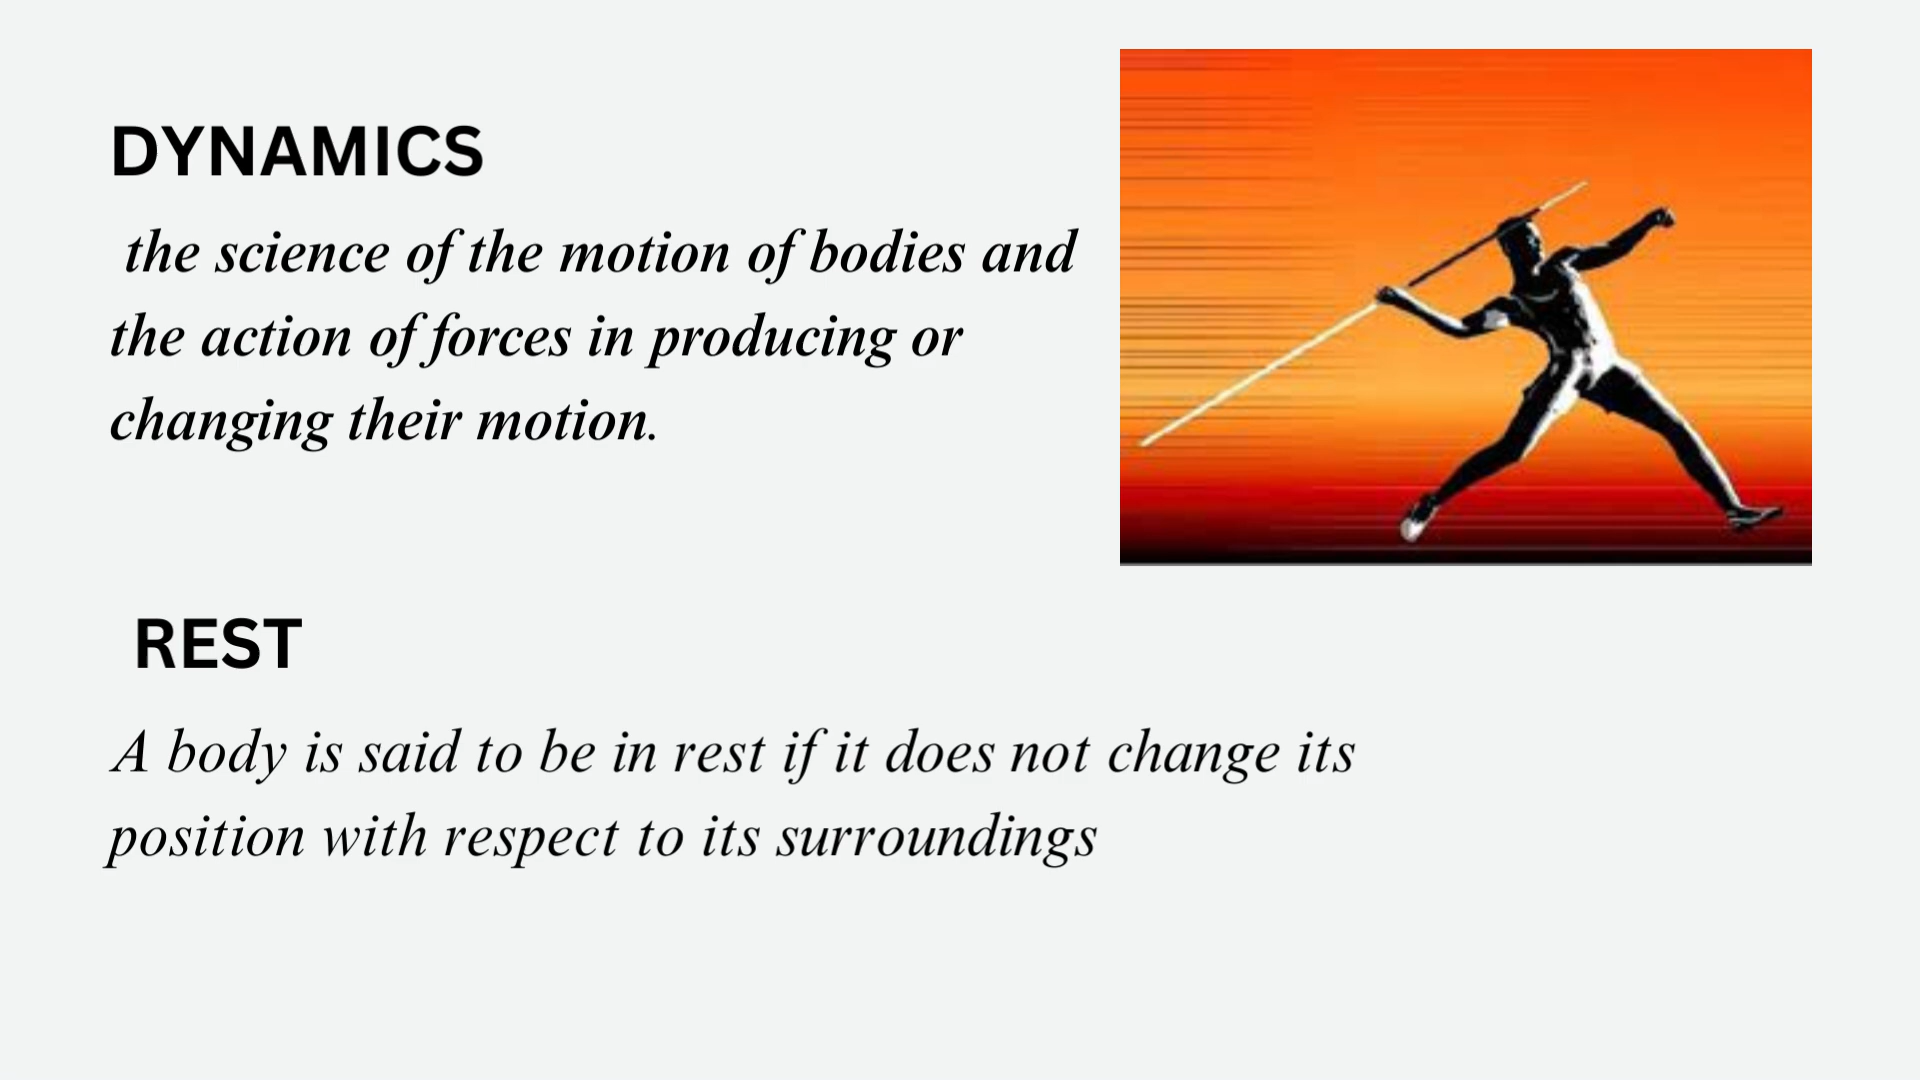 DYNAMICS
the science of the motion of bodies and
the action of forces in producing or
changing their motion.
REST
A body is said to be in rest if it does not change its
position with respect to its surroundings